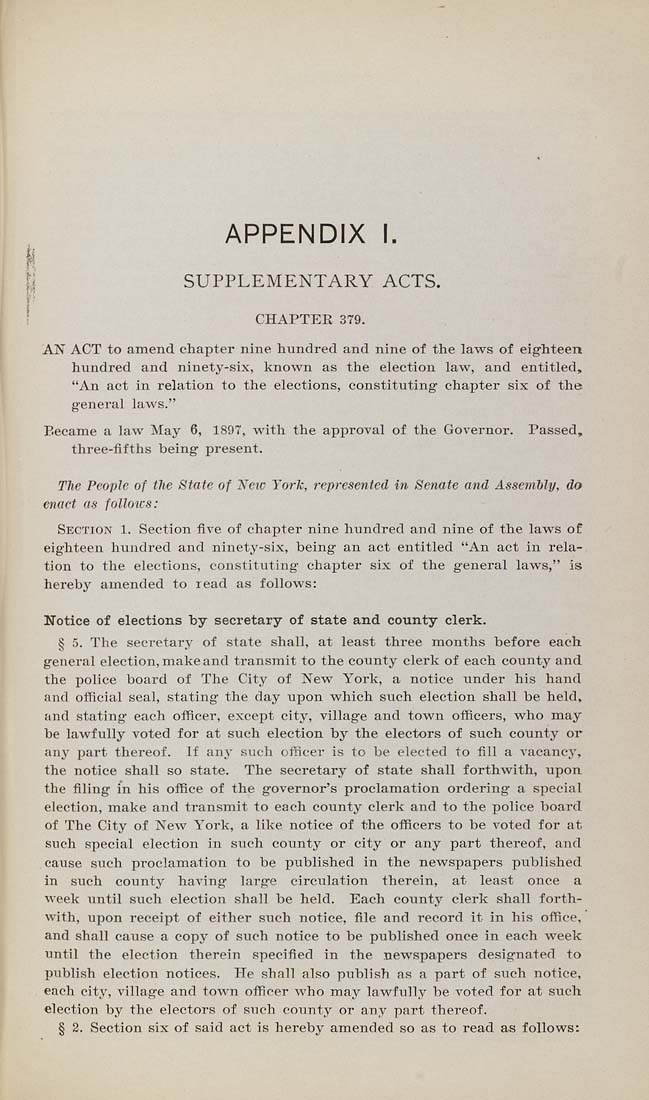 APPENDIX I.
SUPPLEMENTARY ACTS.
CHAPTER 379.
AN ACT to amend chapter nine hundred and nine of the laws of eighteen
hundred and ninety-six, known as the election law, and entitled,
“An act in relation to the elections, constituting chapter six of the
general laws.”
Became a law May 6, 1897, with the approval of the Governor. Passed,
three-fifths being present.
The People of the State of New York, represented in Senate and Assembly, do
enact as follows:
SECTION 1. Section five of chapter nine hundred and nine of the laws of
eighteen hundred and ninety-six, being an act entitled “An act in rela-
tion to the elections, constituting chapter six of the general laws,” is
hereby amended to read as follows:
Notice of elections by secretary of state and county clerk.
§ 5. The secretary of state shall, at least three months before each
general election, make and transmit to the county clerk of each county and
the police board of The City of New York, a notice under his hand
and official seal, stating the day upon which such election shall be held,
and stating each officer, except city, village and town officers, who may
be lawfully voted for at such election by the electors of such county or
any part thereof. If any such officer is to be elected to fill a vacancy,
the notice shall so state. The secretary of state shall forthwith, upon
the filing in his office of the governor’s proclamation ordering a special
election, make and transmit to each county clerk and to the police board
of The City of New York, a like notice of the officers to be voted for at
such special election in such county or city or any part thereof, and
cause such proclamation to be published in the newspapers published
in such county having large circulation therein, at least once a
week until such election shall be held. Each county clerk shall forth-
with, upon receipt of either such notice, file and record it in his office,
and shall cause a copy of such notice to be published once in each week
until the election therein specified in the newspapers designated to
publish election notices. He shall also publish as a part of such notice,
each city, village and town officer who may lawfully be voted for at such
election by the electors of such county or any part thereof.
§ 2. Section six of said act is hereby amended so as to read as follows: